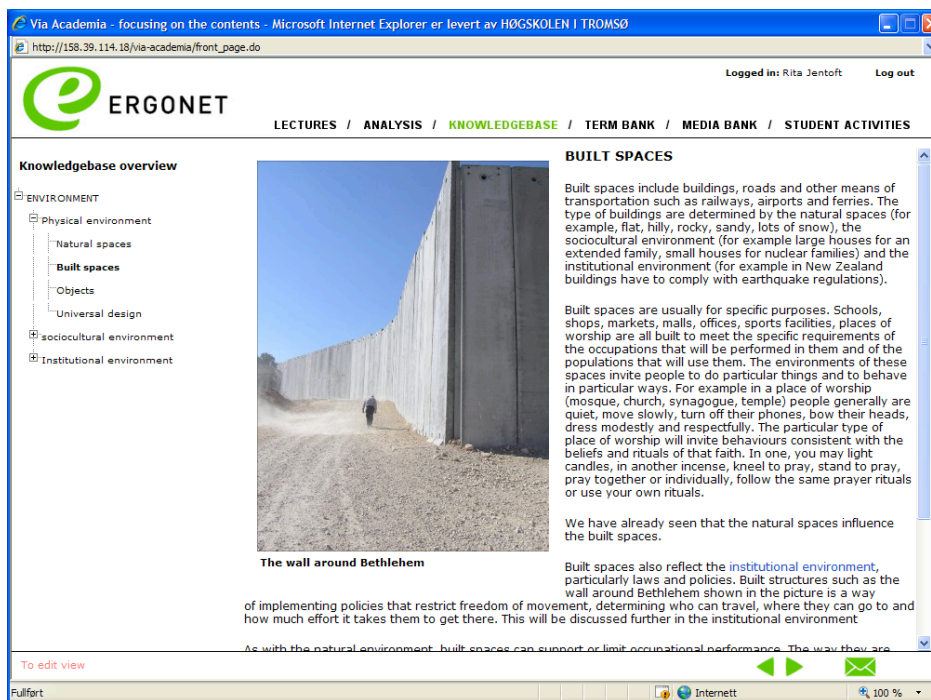 Via Academia - focusing on the contents - Microsoft Internet Explorer er levert av HØGSKOLEN I TROMSØ
http://158.39.114.18/via-academia/front_page.do
Logged in: Rita Jentoft Log out
e ERGONET
LECTURES / ANALYSIS / KNOWLEDGEBASE / TERM BANK / MEDIA BANK / STUDENT ACTIVITIES
Knowledgebase overview
ENVIRONMENT
Physical environment
Natural spaces
Built spaces
Objects
Universal design
sociocultural environment
Institutional environment
The wall around Bethlehem
BUILT SPACES
Built spaces include buildings, roads and other means of
transportation such as railways, airports and ferries. The
type of buildings are determined by the natural spaces (for
example, flat, hilly, rocky, sandy, lots of snow), the
sociocultural environment (for example large houses for an
extended family, small houses for nuclear families) and the
institutional environment (for example in New Zealand
buildings have to comply with earthquake regulations).
Built spaces are usually for specific purposes. Schools,
shops, markets, malls, offices, sports facilities, places of
worship are all built to meet the specific requirements of
the occupations that will be performed in them and of the
populations that will use them. The environments of these
spaces invite people to do particular things and to behave
in particular ways. For example in a place of worship
(mosque, church, synagogue, temple) people generally are
quiet, move slowly, turn off their phones, bow their heads,
dress modestly and respectfully. The particular type of
place of worship will invite behaviours consistent with the
beliefs and rituals of that faith. In one, you may light
candles, in another incense, kneel to pray, stand to pray,
pray together or individually, follow the same prayer rituals
or use your own rituals.
We have already seen that the natural spaces influence
the built spaces.
Built spaces also reflect the institutional environment,
particularly laws and policies. Built structures such as the
wall around Bethlehem shown in the picture is a way
of implementing policies that restrict freedom of movement, determining who can travel, where they can go to and
how much effort it takes them to get there. This will be discussed further in the institutional environment
As with the natural environment, built spaces can support or limit occupational performance. The way they are
To edit view
Fullført Internett 100 %